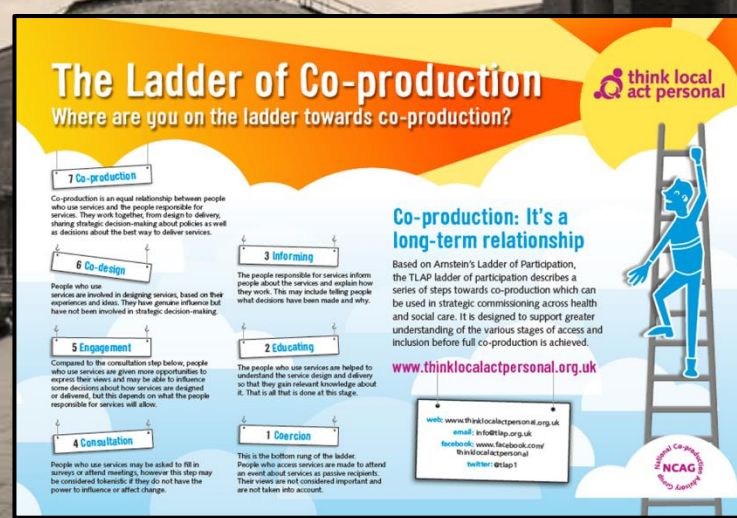 The Ladder of Co-production
Where are you on the ladder towards co-production?
think local
act personal
7 Co-production
Co-production is an equal relationship between people
who use services and the people responsible for
services. They work together, from design to delivery,
sharing strategic decision-making about policies as well
as decisions about the best way to deliver services.
6 Co-design
People who use
services are involved in designing services, based on their
experiences and ideas. They have genuine influence but
have not been involved in strategic decision-making.
5 Engagement
Compared to the consultation step below, people
who use services are given more opportunities to
express their views and may be able to influence
some decisions about how services are designed
or delivered, but this depends on what the people
responsible for services will allow.
4 Consultation
People who use services may be asked to fill in
surveys or attend meetings, however this step may
be considered tokenistic if they do not have the
power to influence or affect change.
3 Informing
The people responsible for services inform
people about the services and explain how
they work. This may include telling people
what decisions have been made and why.
2 Educating
The people who use services are helped to
understand the service design and delivery
so that they gain relevant knowledge about
it. That is all that is done at this stage.
1 Coercion
This is the bottom rung of the ladder.
People who access services are made to attend
an event about services as passive recipients.
Their views are not considered important and
are not taken into account.
Co-production: It's a
long-term relationship
Based on Arnstein's Ladder of Participation,
the TLAP ladder of participation describes a
series of steps towards co-production which can
be used in strategic commissioning across health
and social care. It is designed to support greater
understanding of the various stages of access and
inclusion before full co-production is achieved.
www.thinklocalactpersonal.org.uk
web: www.thinklocalactpersonal.org.uk
email: info@tlap.org.uk
facebook: www.facebook.com/
thinklocalactpersonal
twitter: @tlap1
National Co-production
Advisory Group
NCAG